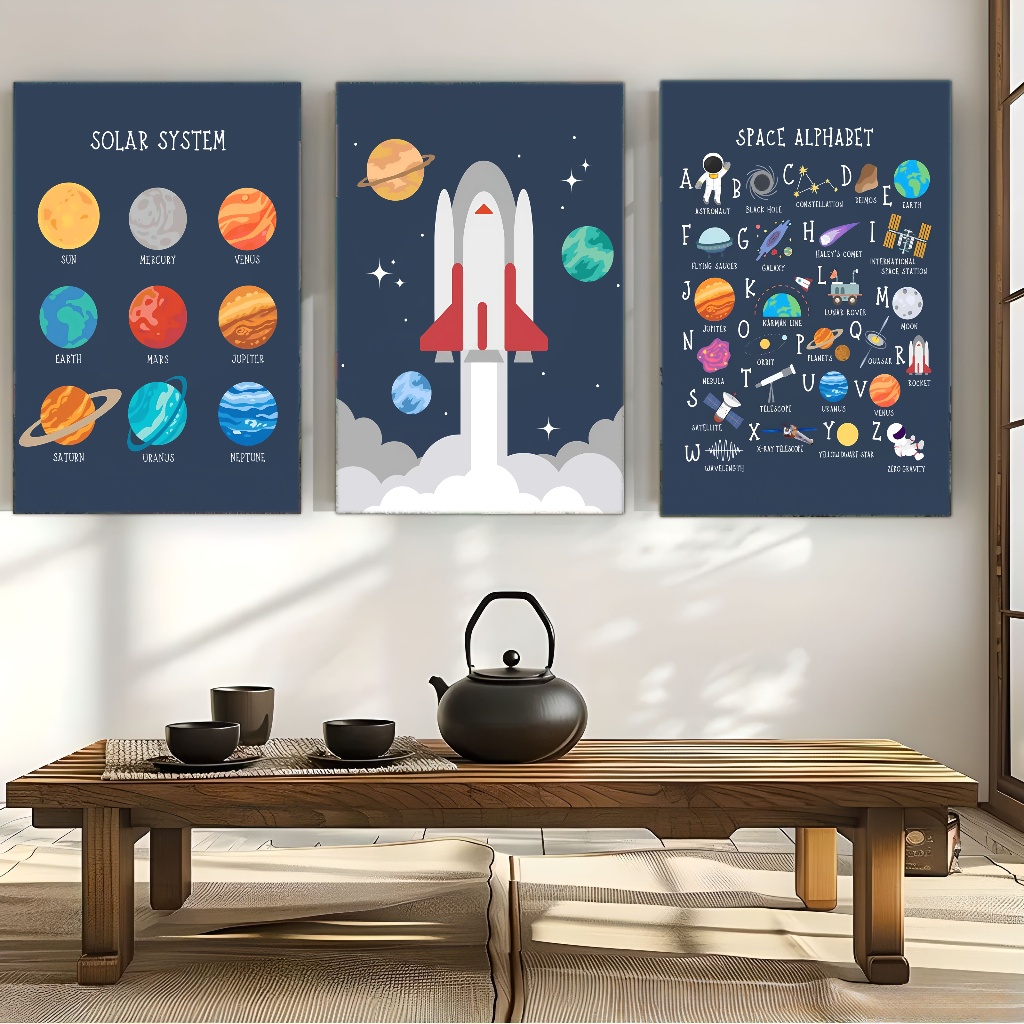 SOLAR SYSTEM
SUN MERCURY VENUS
EARTH MARS JUPITER
SATURN URANUS NEPTUNE
SPACE ALPHABET
A B C D E
ASTRONAUT BLACK HOLE CONSTELLATION DEIMOS EARTH
F G H I
FLYING SAUCER GALAXY HALEY'S COMET INTERNATIONAL
SPACE STATION
J K L M
JUPITER KARMAN LINE LUNAR ROVER MOON
N O P Q R
NEBULA ORBIT PLANETS QUASAR ROCKET
S T U V
SATELLITE TELESCOPE URANUS VENUS
W X Y Z
WAVELENGTH X-RAY TELESCOPE YELLOW DWARF STAR ZERO GRAVITY